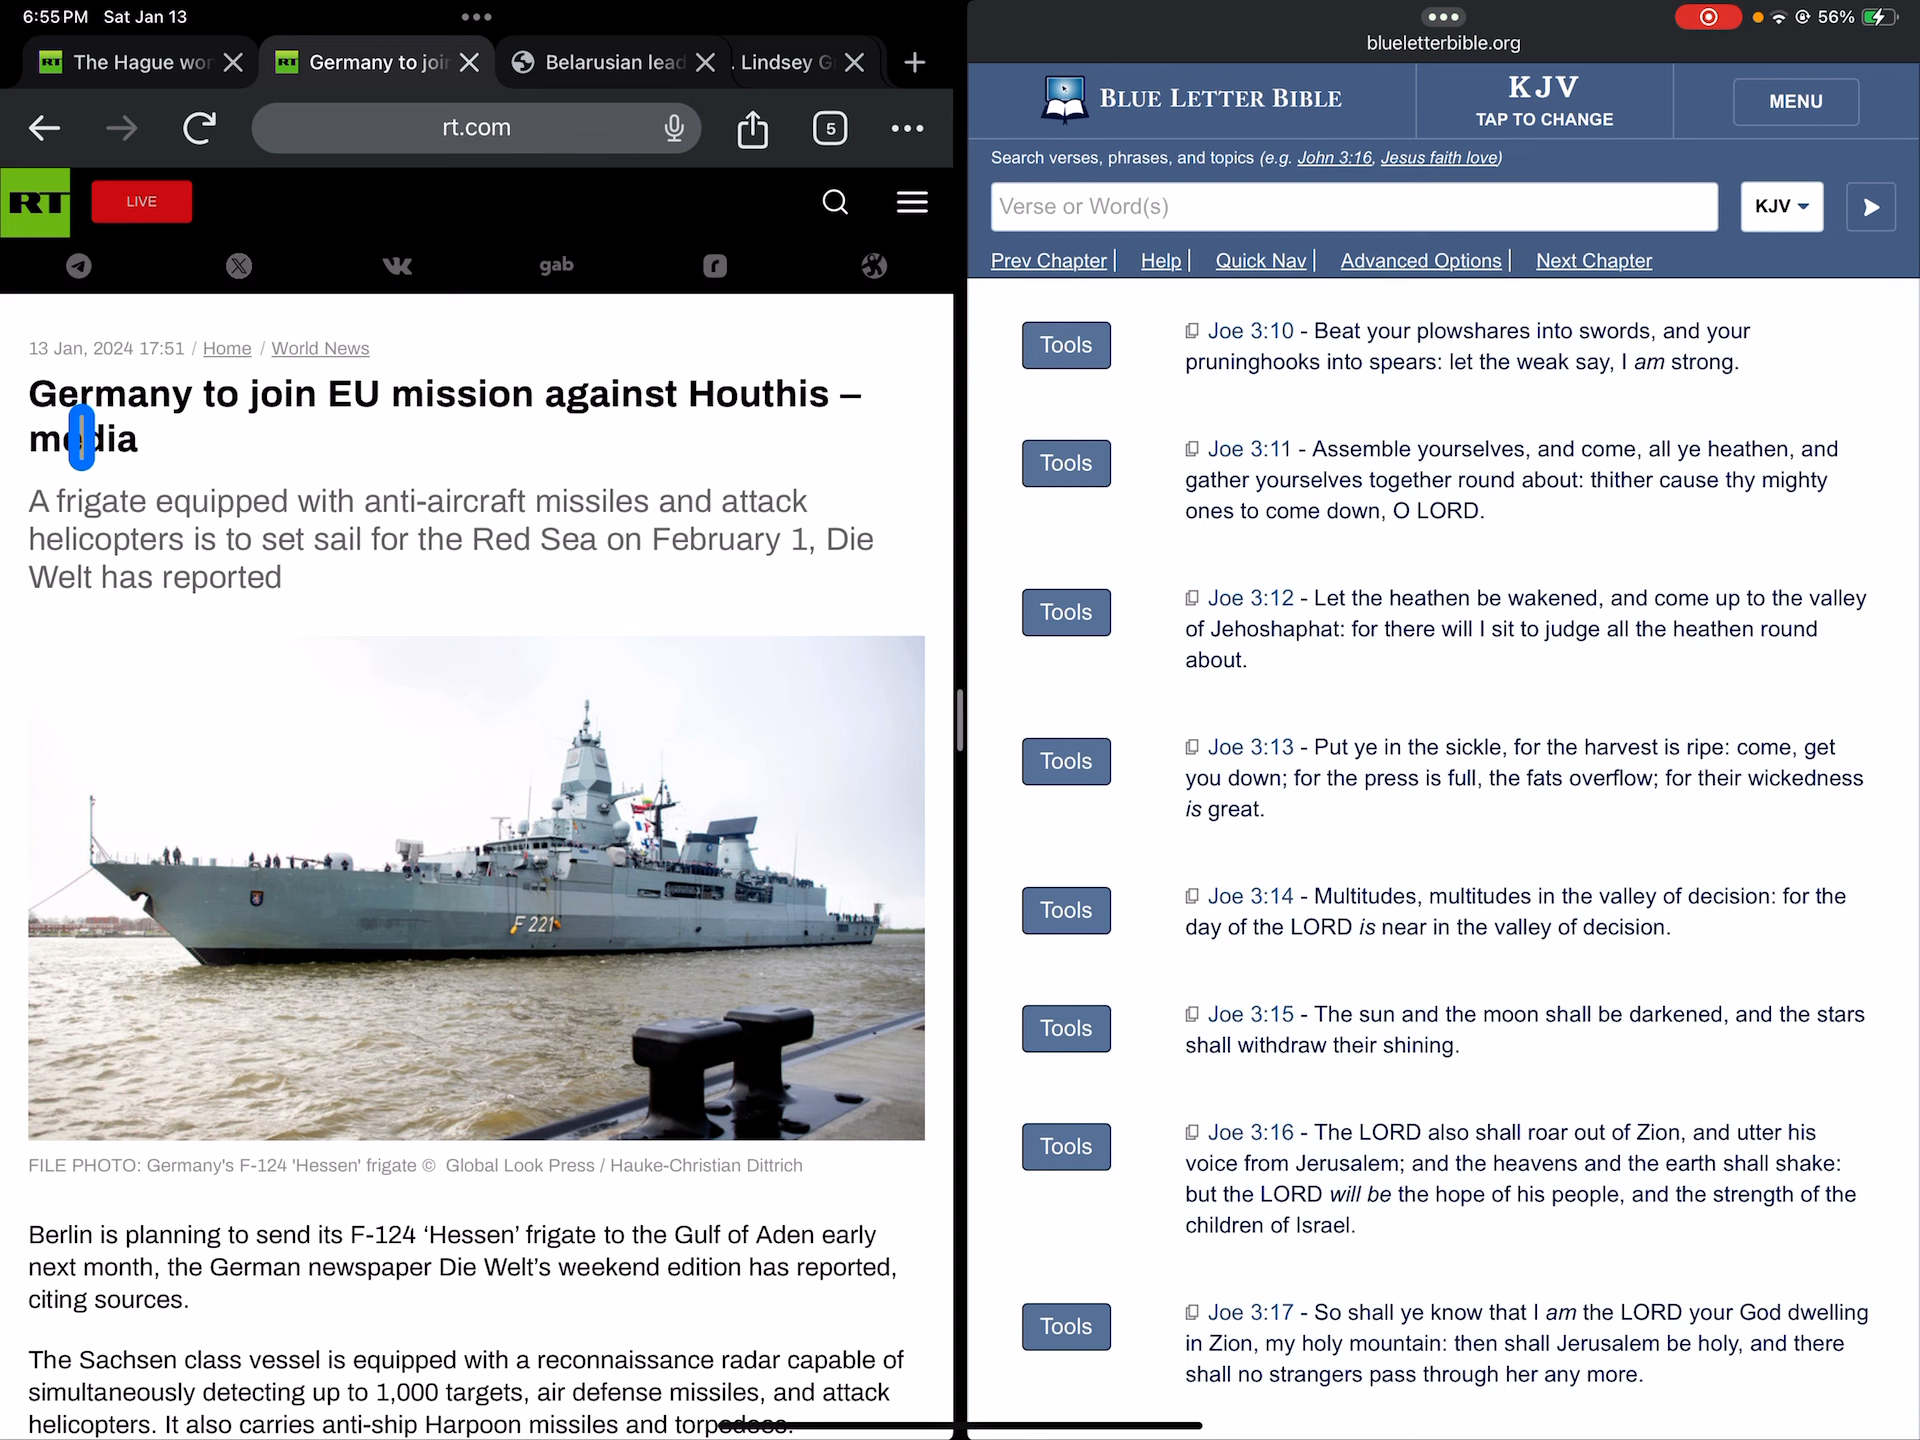 6:55 PM Sat Jan 13
The Hague wor
Germany to join
Belarusian lead
. Lindsey G
rt.com
5
RT
LIVE
gab
13 Jan, 2024 17:51 / Home / World News
Germany to join EU mission against Houthis –
media
A frigate equipped with anti-aircraft missiles and attack
helicopters is to set sail for the Red Sea on February 1, Die
Welt has reported
F 221
FILE PHOTO: Germany's F-124 'Hessen' frigate © Global Look Press / Hauke-Christian Dittrich
Berlin is planning to send its F-124 ‘Hessen’ frigate to the Gulf of Aden early
next month, the German newspaper Die Welt’s weekend edition has reported,
citing sources.
The Sachsen class vessel is equipped with a reconnaissance radar capable of
simultaneously detecting up to 1,000 targets, air defense missiles, and attack
helicopters. It also carries anti-ship Harpoon missiles and torpedoes.
56%
blueletterbible.org
BLUE LETTER BIBLE
KJV
TAP TO CHANGE
MENU
Search verses, phrases, and topics (e.g. John 3:16, Jesus faith love)
Verse or Word(s)
KJV
Prev Chapter | Help | Quick Nav | Advanced Options | Next Chapter
Tools
Joe 3:10 - Beat your plowshares into swords, and your
pruninghooks into spears: let the weak say, I am strong.
Tools
Joe 3:11 - Assemble yourselves, and come, all ye heathen, and
gather yourselves together round about: thither cause thy mighty
ones to come down, O LORD.
Tools
Joe 3:12 - Let the heathen be wakened, and come up to the valley
of Jehoshaphat: for there will I sit to judge all the heathen round
about.
Tools
Joe 3:13 - Put ye in the sickle, for the harvest is ripe: come, get
you down; for the press is full, the fats overflow; for their wickedness
is great.
Tools
Joe 3:14 - Multitudes, multitudes in the valley of decision: for the
day of the LORD is near in the valley of decision.
Tools
Joe 3:15 - The sun and the moon shall be darkened, and the stars
shall withdraw their shining.
Tools
Joe 3:16 - The LORD also shall roar out of Zion, and utter his
voice from Jerusalem; and the heavens and the earth shall shake:
but the LORD will be the hope of his people, and the strength of the
children of Israel.
Tools
Joe 3:17 - So shall ye know that I am the LORD your God dwelling
in Zion, my holy mountain: then shall Jerusalem be holy, and there
shall no strangers pass through her any more.